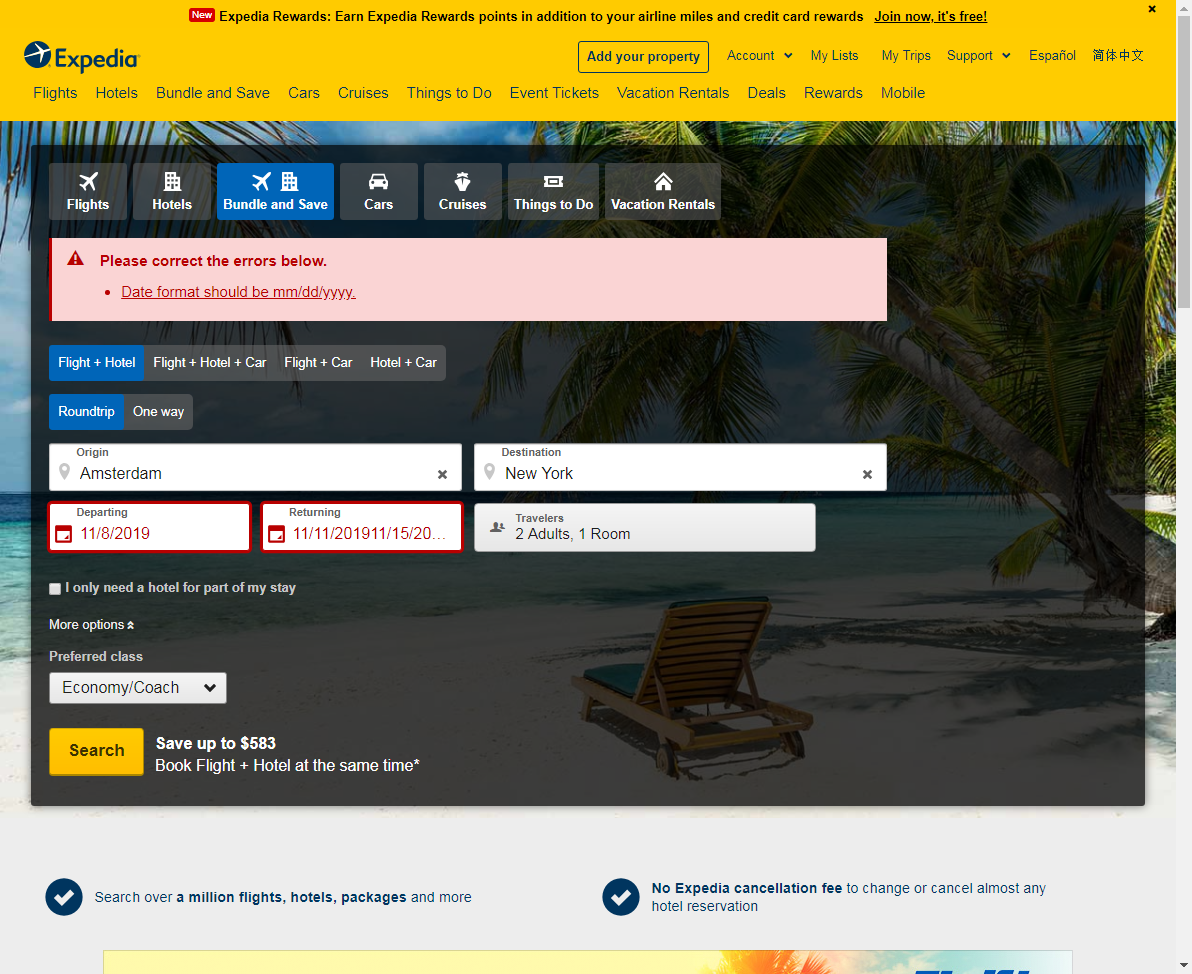 New Expedia Rewards: Earn Expedia Rewards points in addition to your airline miles and credit card rewards Join now, it's free!
Expedia
Add your property Account My Lists My Trips Support Español 简体中文
Flights Hotels Bundle and Save Cars Cruises Things to Do Event Tickets Vacation Rentals Deals Rewards Mobile
Flights Hotels Bundle and Save Cars Cruises Things to Do Vacation Rentals
Please correct the errors below.
Date format should be mm/dd/yyyy.
Flight + Hotel Flight + Hotel + Car Flight + Car Hotel + Car
Roundtrip One way
Origin
Amsterdam
Destination
New York
Departing
11/8/2019
Returning
11/11/201911/15/20...
Travelers
2 Adults, 1 Room
I only need a hotel for part of my stay
More options
Preferred class
Economy/Coach
Search
Save up to $583
Book Flight + Hotel at the same time*
Search over a million flights, hotels, packages and more
No Expedia cancellation fee to change or cancel almost any
hotel reservation